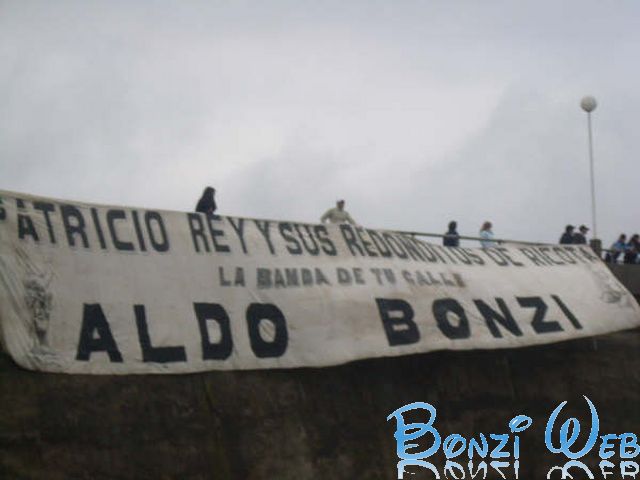 PATRICIO REY Y SUS REDONDITOS DE RICOTA
LA BANDA DE TU CALLE
ALDO BONZI
Bonzi Web